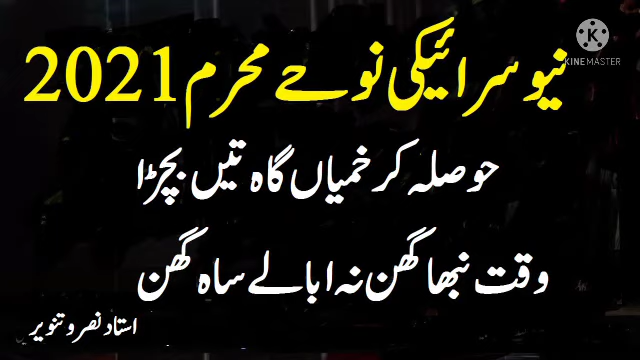 نیو سرائیکی نوحے محرم 2021
KINEMASTER
حوصلہ کر خمیاں گاہ تیں بچڑا
وقت نبھا گھن نہ ابالے ساہ گھن
استاد نصر و تنویر